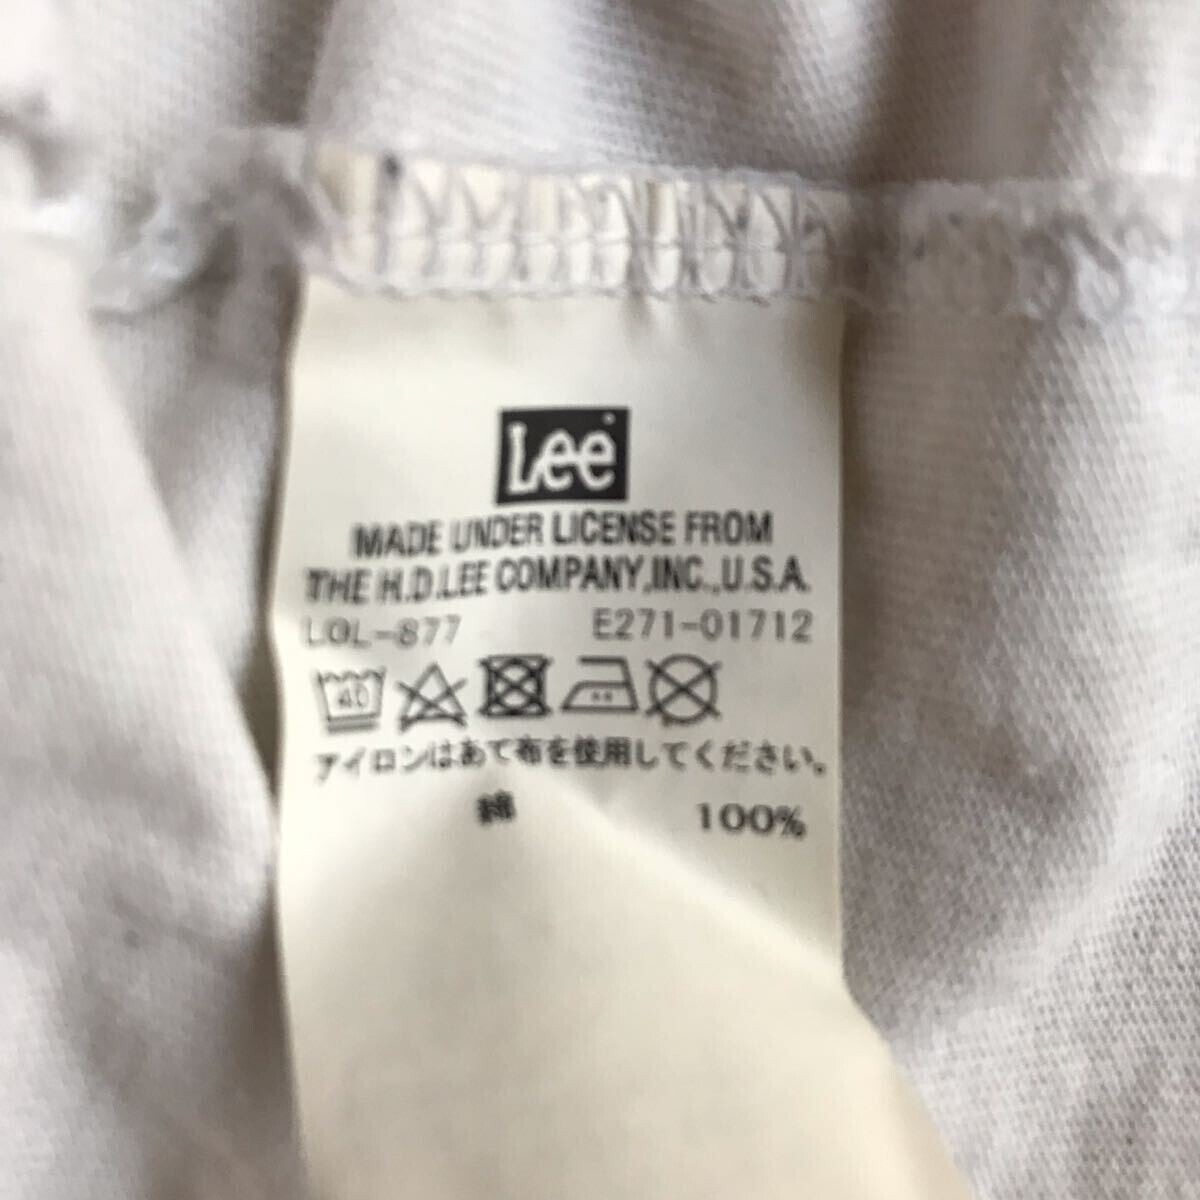 Lee
MADE UNDER LICENSE FROM
THE H.D.LEE COMPANY,INC.,U.S.A.
LOL-877 E271-01712
40
アイロンはあて布を使用してください。
綿 100%